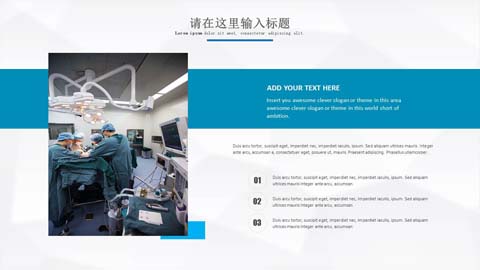 请在这里输入标题
Lorem ipsum dolor sit amet, consectetur adipiscing elit.
ADD YOUR TEXT HERE
Insert you awesome clever slogan or theme in this area
awesome clever slogan or theme in this world short of
ambition.
Duis arcu tortor, suscipit eget, imperdiet nec, imperdiet iaculis, ipsum. Sed aliquam ultrices mauris. Integer
ante arcu, accumsan a, consectetuer eget, posuere ut, mauris. Praesent adipiscing. Phasellus ullamcorper.
01
Duis arcu tortor, suscipit eget, imperdiet nec, imperdiet iaculis, ipsum. Sed aliquam
ultrices mauris integer ante arcu, accumsan.
02
Duis arcu tortor, suscipit eget, imperdiet nec, imperdiet iaculis, ipsum. Sed aliquam
ultrices mauris integer ante arcu, accumsan.
03
Duis arcu tortor, suscipit eget, imperdiet nec, imperdiet iaculis, ipsum. Sed aliquam
ultrices mauris integer ante arcu, accumsan.